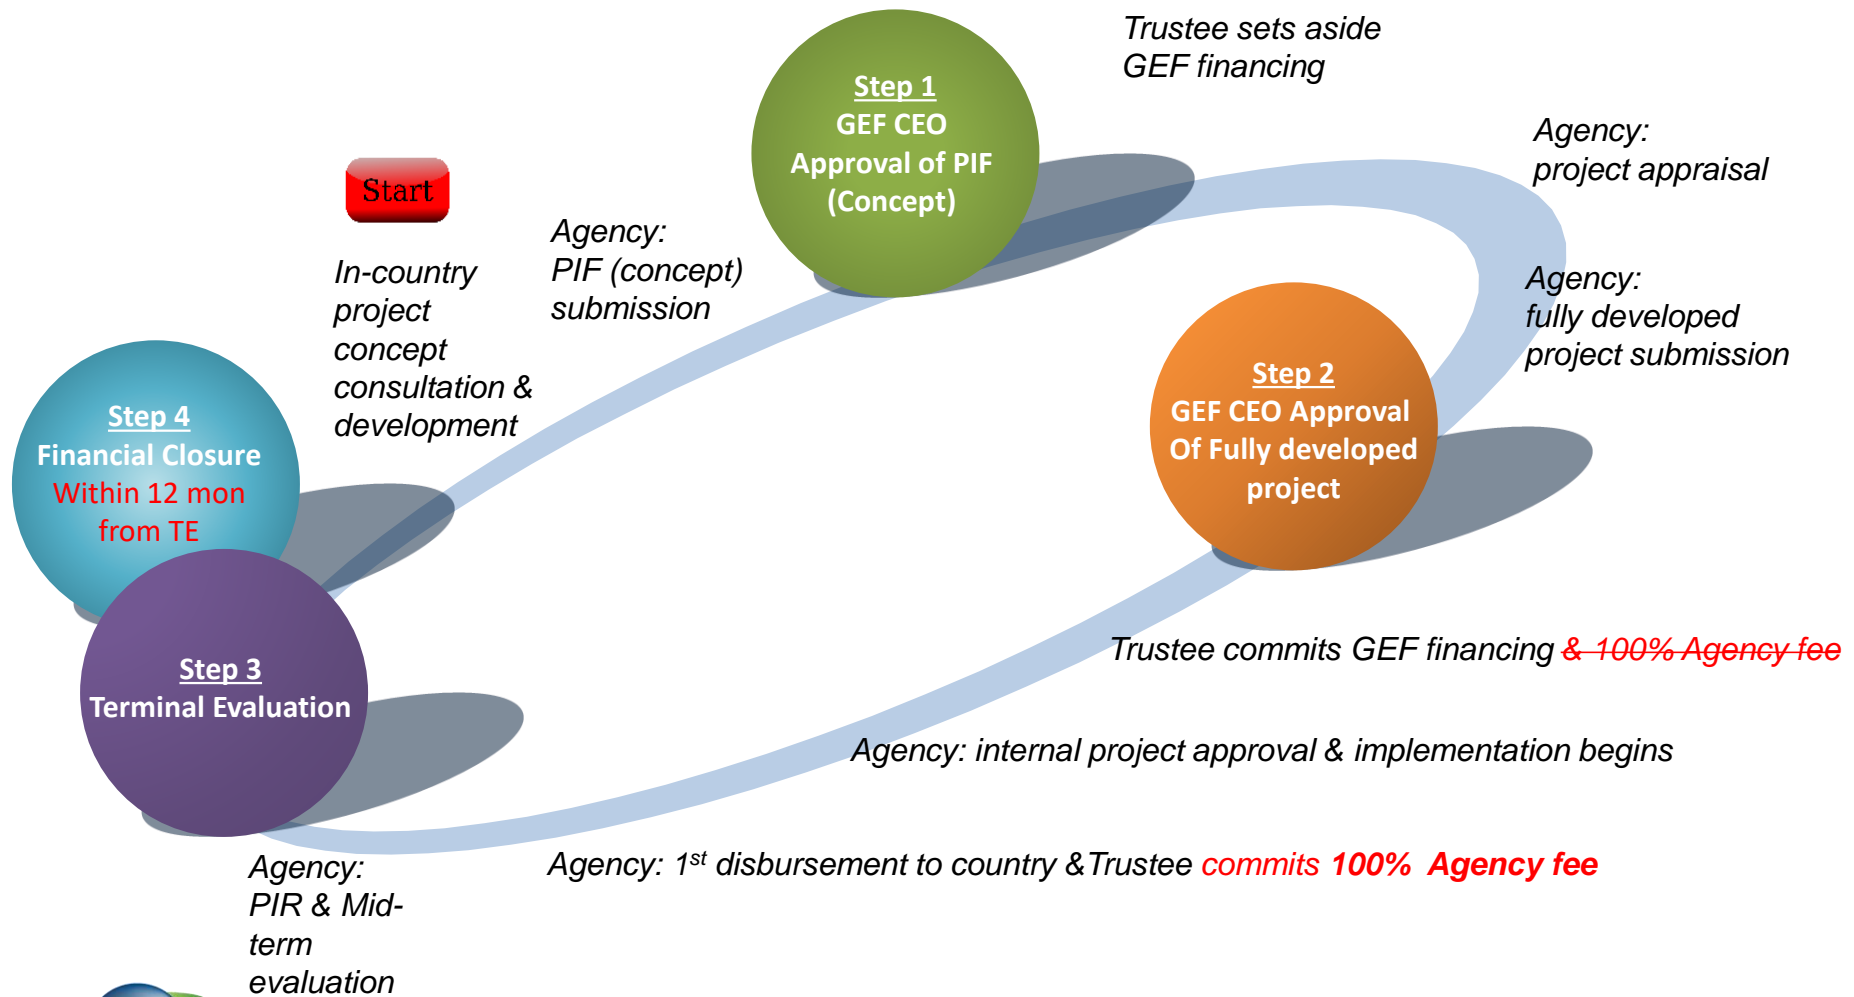 Start
In-country
project
concept
consultation &
development
Agency:
PIF (concept)
submission
Step 1
GEF CEO
Approval of PIF
(Concept)
Trustee sets aside
GEF financing
Agency:
project appraisal
Agency:
fully developed
project submission
Step 2
GEF CEO Approval
Of Fully developed
project
Trustee commits GEF financing & 100% Agency fee
Agency: internal project approval & implementation begins
Agency: 1st disbursement to country &Trustee commits 100% Agency fee
Agency:
PIR & Mid-
term
evaluation
Step 3
Terminal Evaluation
Step 4
Financial Closure
Within 12 mon
from TE